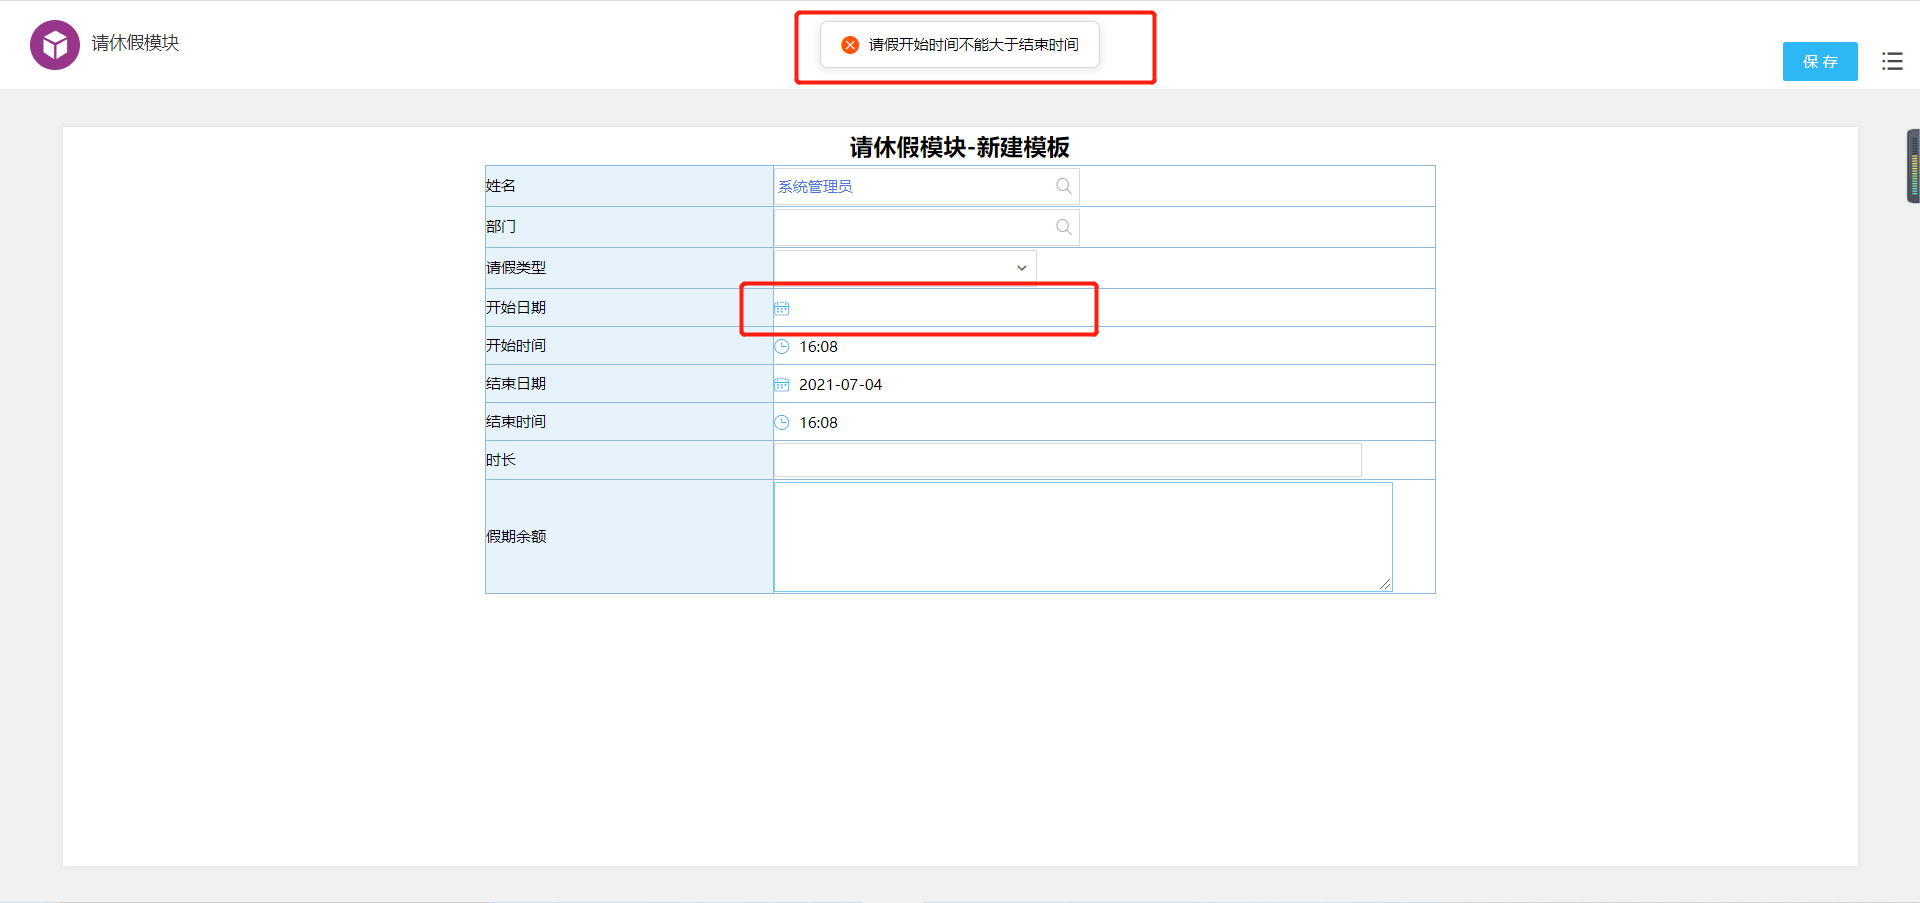 请休假模块
请假开始时间不能大于结束时间
保存
请休假模块-新建模板
姓名 系统管理员
部门
请假类型
开始日期
开始时间 16:08
结束日期 2021-07-04
结束时间 16:08
时长
假期余额